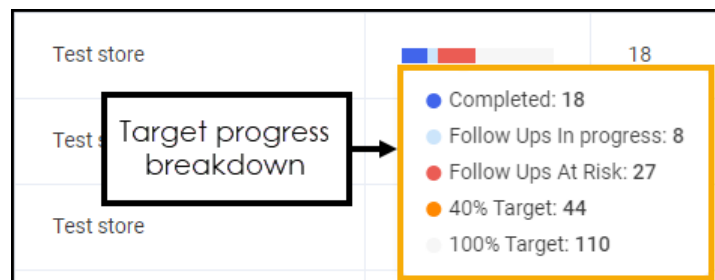 Test store
18
Completed: 18
Target progress
breakdown
Test s
Follow Ups In progress: 8
Follow Ups At Risk: 27
40% Target: 44
Test store
100% Target: 110